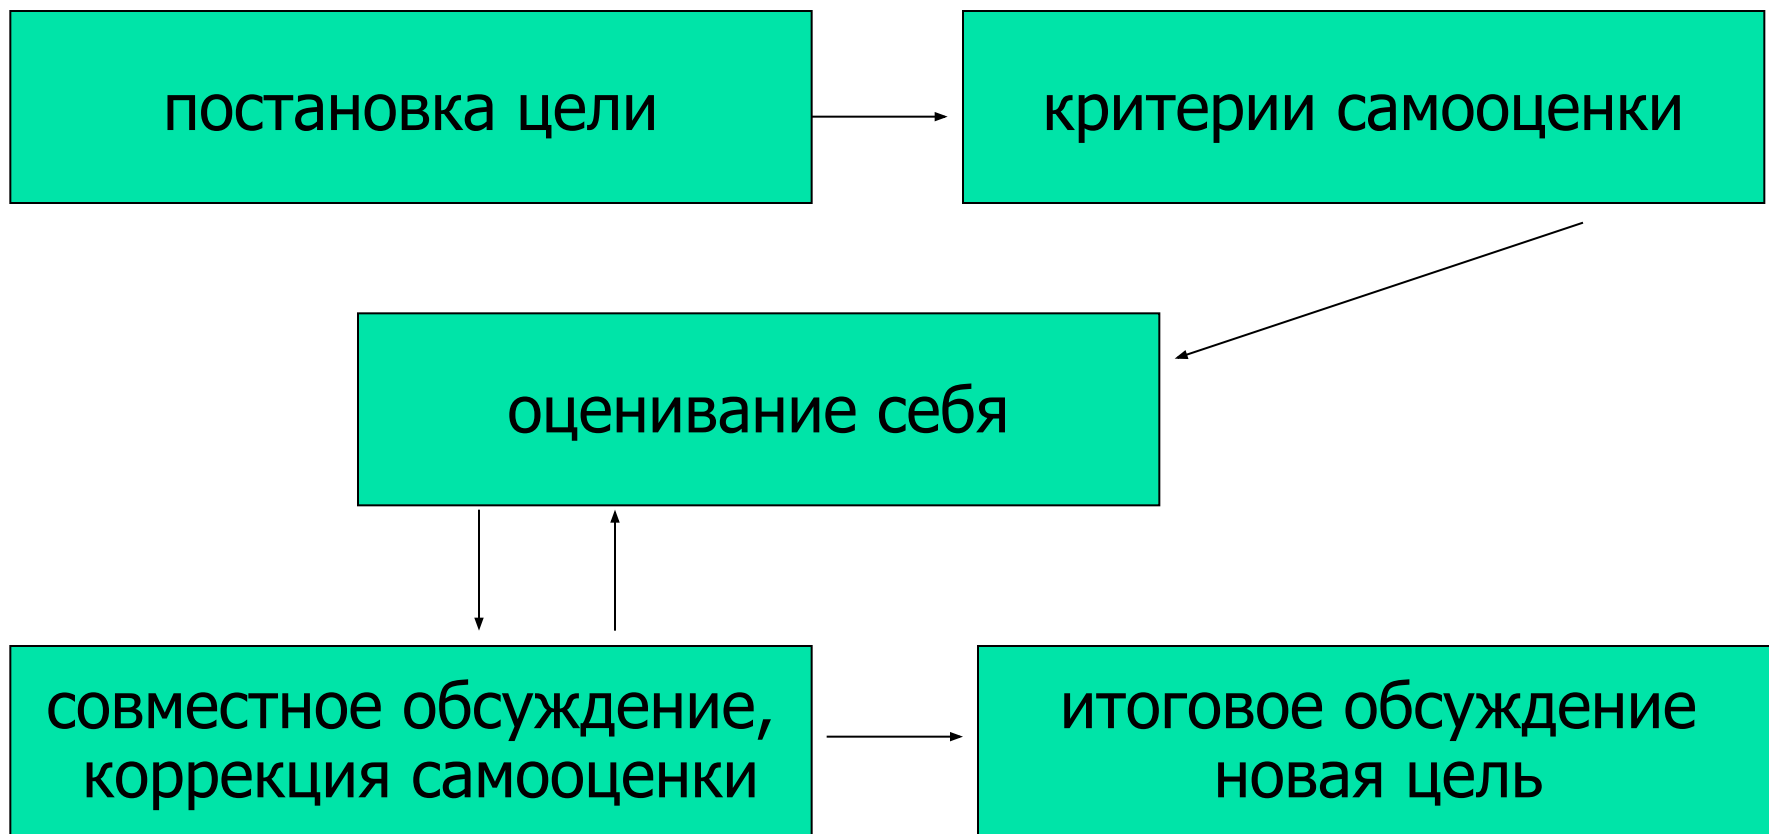 постановка цели
критерии самооценки
оценивание себя
совместное обсуждение,
коррекция самооценки
итоговое обсуждение
новая цель